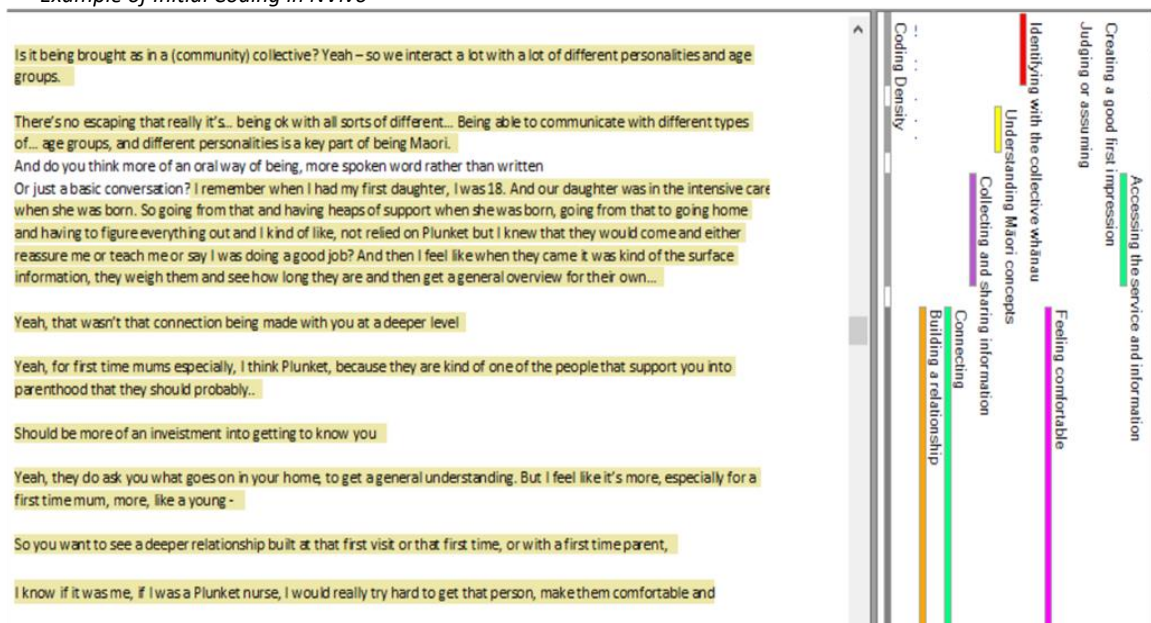 Example of Initial Coding in NVivo
Is it being brought as in a (community) collective? Yeah – so we interact a lot with a lot of different personalities and age
groups.
There's no escaping that really it's... being ok with all sorts of different... Being able to communicate with different types
of... age groups, and different personalities is a key part of being Maori.
And do you think more of an oral way of being, more spoken word rather than written
Or just a basic conversation? I remember when I had my first daughter, I was 18. And our daughter was in the intensive care
when she was born. So going from that and having heaps of support when she was born, going from that to going home
and having to figure everything out and I kind of like, not relied on Plunket but I knew that they would come and either
reassure me or teach me or say I was doing a good job? And then I feel like when they came it was kind of the surface
information, they weigh them and see how long they are and then get a general overview for their own...
Yeah, that wasn't that connection being made with you at a deeper level
Yeah, for first time mums especially, I think Plunket, because they are kind of one of the people that support you into
parenthood that they should probably..
Should be more of an inveistment into getting to know you
Yeah, they do ask you what goes on in your home, to get a general understanding. But I feel like it's more, especially for a
first time mum, more, like a young -
So you want to see a deeper relationship built at that first visit or that first time, or with a first time parent,
I know if it was me, if I was a Plunket nurse, I would really try hard to get that person, make them comfortable and
Coding Density
Building a relationship
Connecting
Collecting and sharing information
Understanding Māori concepts
Identifying with the collective whānau
Feeling comfortable
Judging or assuming
Creating a good first impression
Accessing the service and information